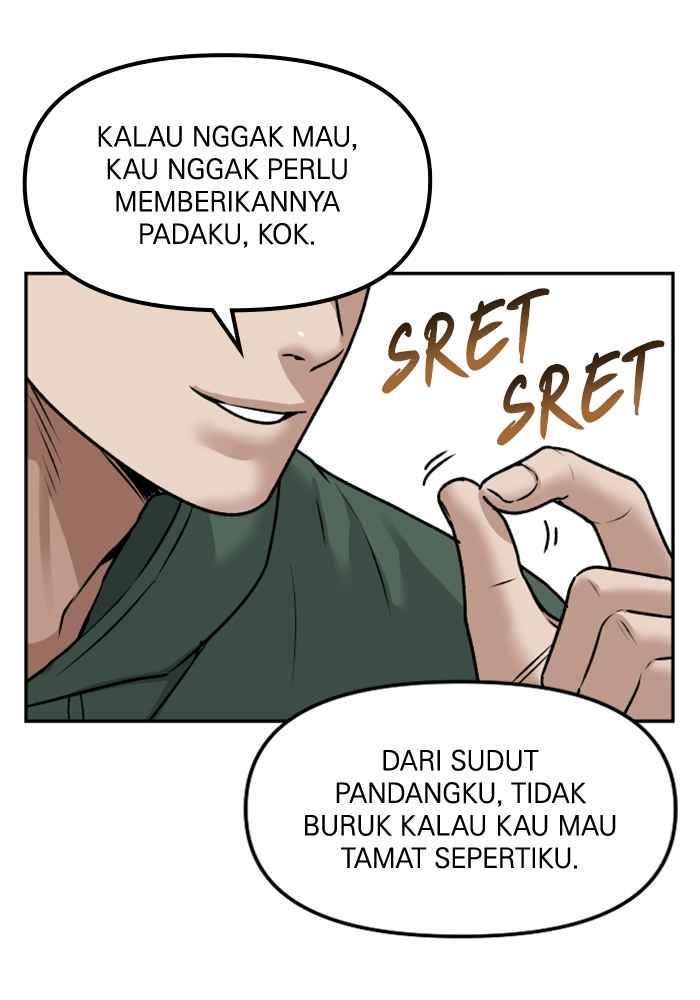 KALAU NGGAK MAU,
KAU NGGAK PERLU
MEMBERIKANNYA
PADAKU, KOK.
SRET
SRET
DARI SUDUT
PANDANGKU, TIDAK
BURUK KALAU KAU MAU
TAMAT SEPERTIKU.